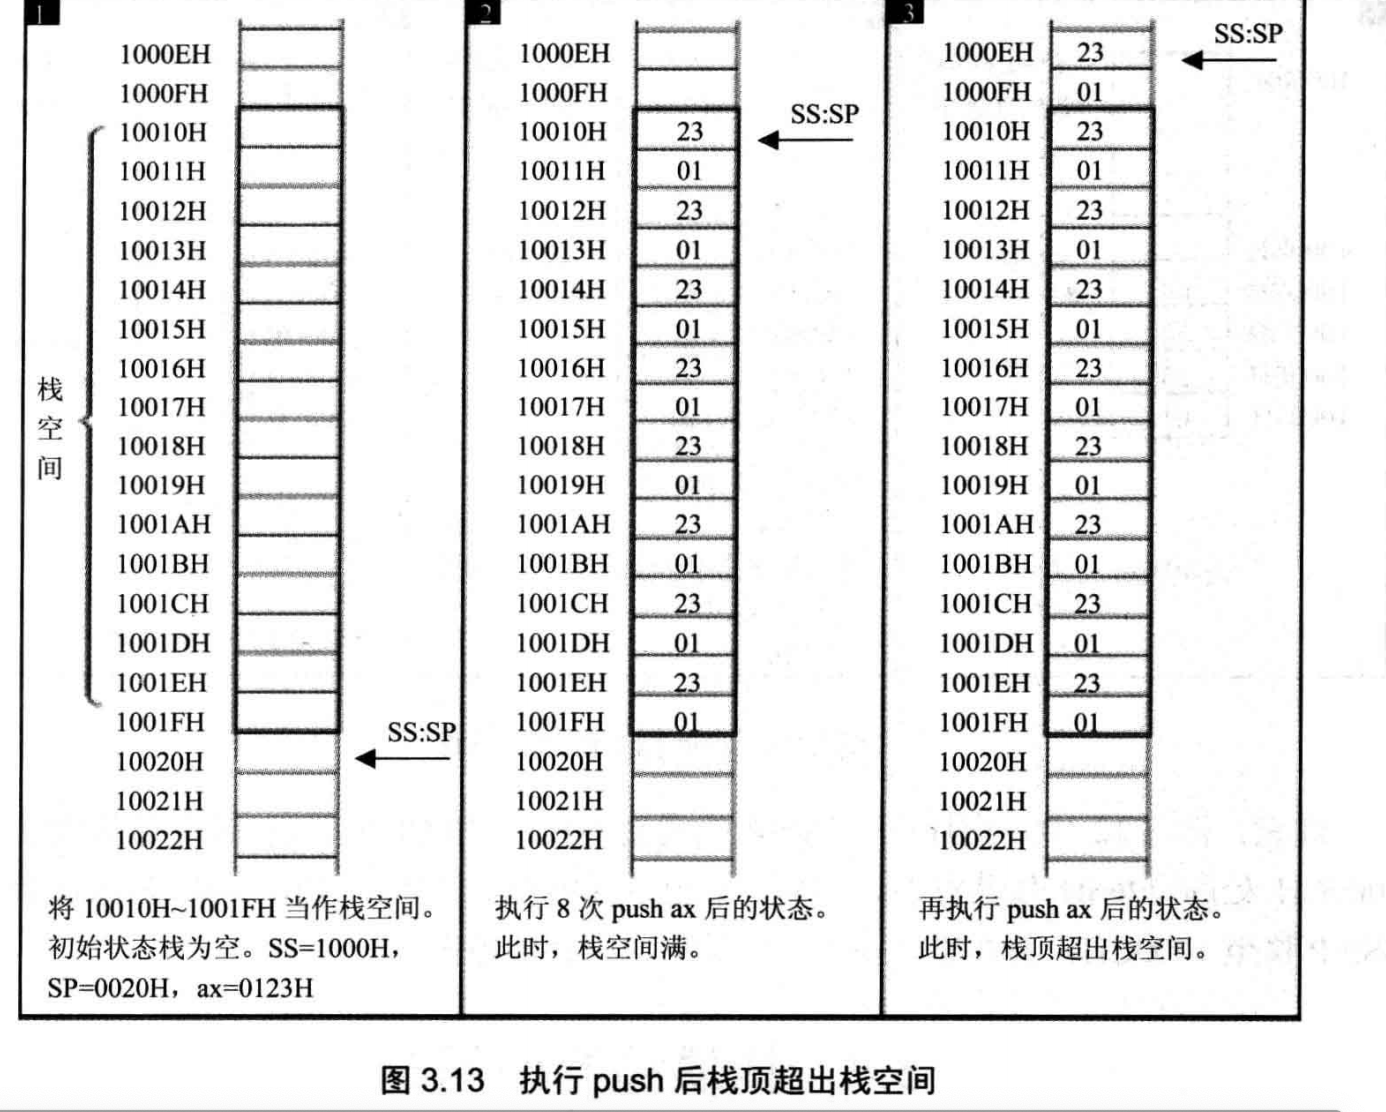 1
1000EH
1000FH
10010H
10011H
10012H
10013H
10014H
10015H
10016H
10017H
10018H
10019H
1001AH
1001BH
1001CH
1001DH
1001EH
1001FH
10020H
10021H
10022H
栈
空
间
SS:SP
将 10010H~1001FH 当作栈空间。
初始状态栈为空。SS=1000H，
SP=0020H，ax=0123H
2
1000EH
1000FH
10010H 23
10011H 01
10012H 23
10013H 01
10014H 23
10015H 01
10016H 23
10017H 01
10018H 23
10019H 01
1001AH 23
1001BH 01
1001CH 23
1001DH 01
1001EH 23
1001FH 01
10020H
10021H
10022H
SS:SP
执行 8 次 push ax 后的状态。
此时，栈空间满。
3
1000EH 23
1000FH 01
10010H 23
10011H 01
10012H 23
10013H 01
10014H 23
10015H 01
10016H 23
10017H 01
10018H 23
10019H 01
1001AH 23
1001BH 01
1001CH 23
1001DH 01
1001EH 23
1001FH 01
10020H
10021H
10022H
SS:SP
再执行 push ax 后的状态。
此时，栈顶超出栈空间。
图 3.13 执行 push 后栈顶超出栈空间